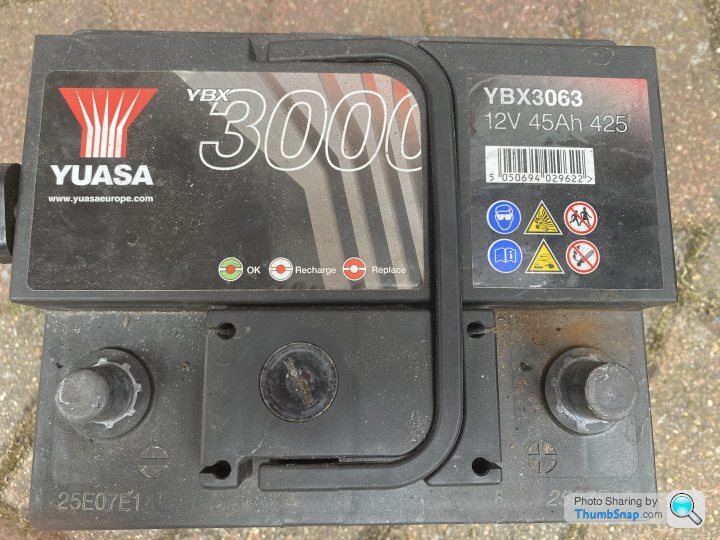 YBX
3000
YUASA
www.yuasaeurope.com
OK Recharge Replace
YBX3063
12V 45Ah 425
5 050694 029622 >
25E07E1
Photo Sharing by
ThumbSnap.com